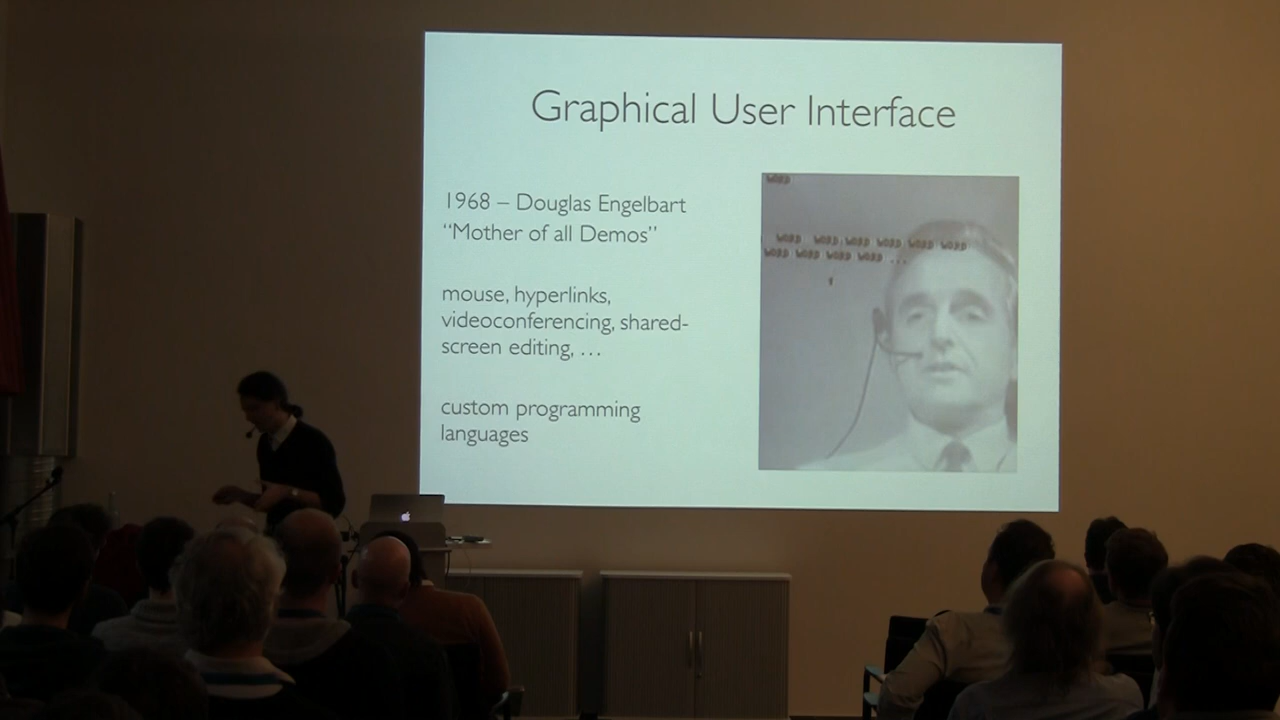 Graphical User Interface
1968 – Douglas Engelbart
“Mother of all Demos”
mouse, hyperlinks,
videoconferencing, shared-
screen editing, …
custom programming
languages
WORD
WORD WORD WORD WORD WORD WORD
WORD WORD WORD WORD ...